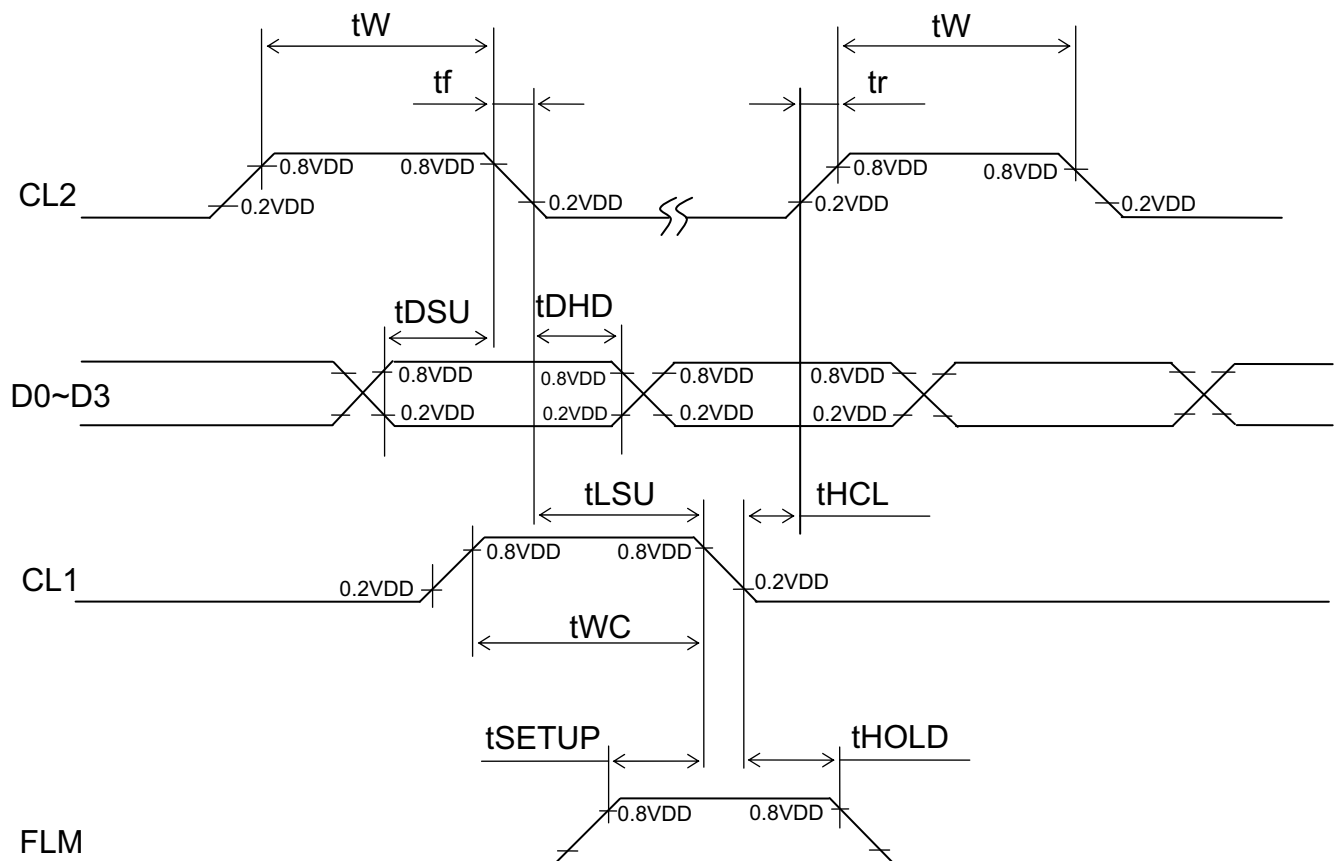 tW tW
tf tr
0.8VDD 0.8VDD 0.8VDD 0.8VDD
CL2
0.2VDD 0.2VDD 0.2VDD 0.2VDD
tDSU tDHD
0.8VDD 0.8VDD 0.8VDD 0.8VDD
D0~D3
0.2VDD 0.2VDD 0.2VDD 0.2VDD
tLSU tHCL
0.8VDD 0.8VDD
CL1
0.2VDD 0.2VDD
tWC
tSETUP tHOLD
0.8VDD 0.8VDD
FLM